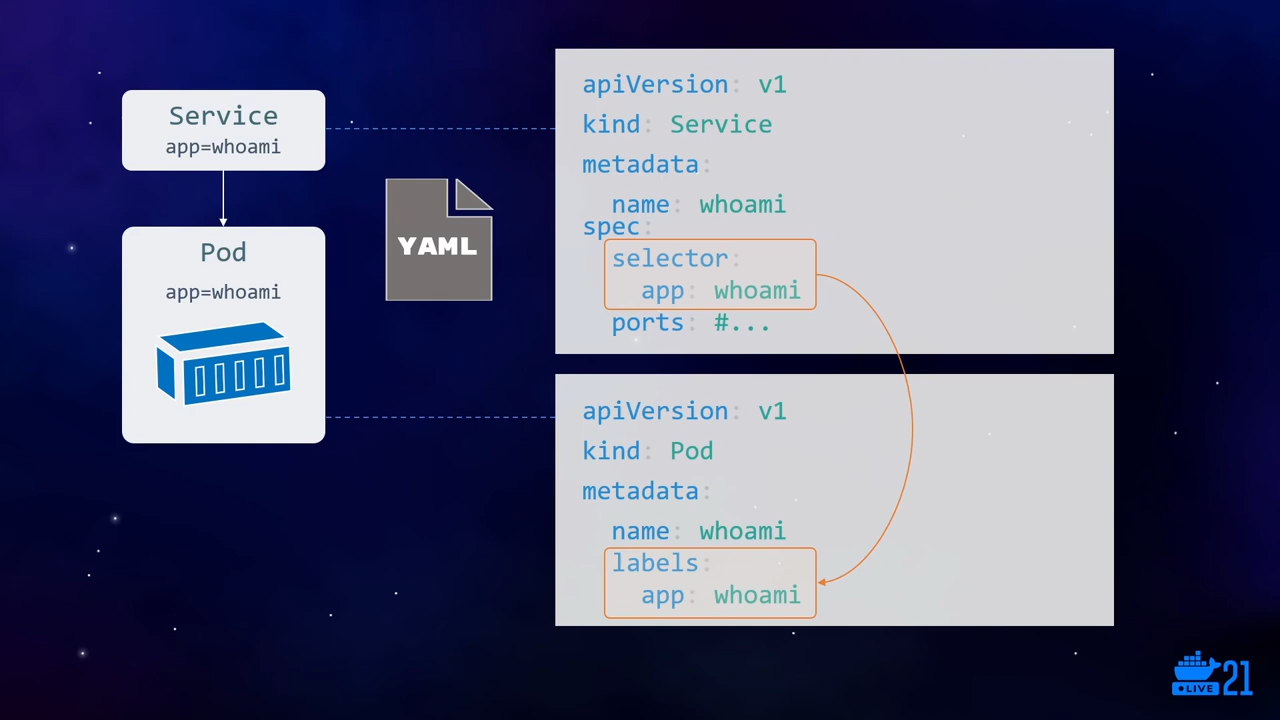 Service
app=whoami
Pod
app=whoami
YAML
apiVersion: v1
kind: Service
metadata:
  name: whoami
spec:
  selector:
    app: whoami
  ports: #...
apiVersion: v1
kind: Pod
metadata:
  name: whoami
  labels:
    app: whoami
LIVE 21